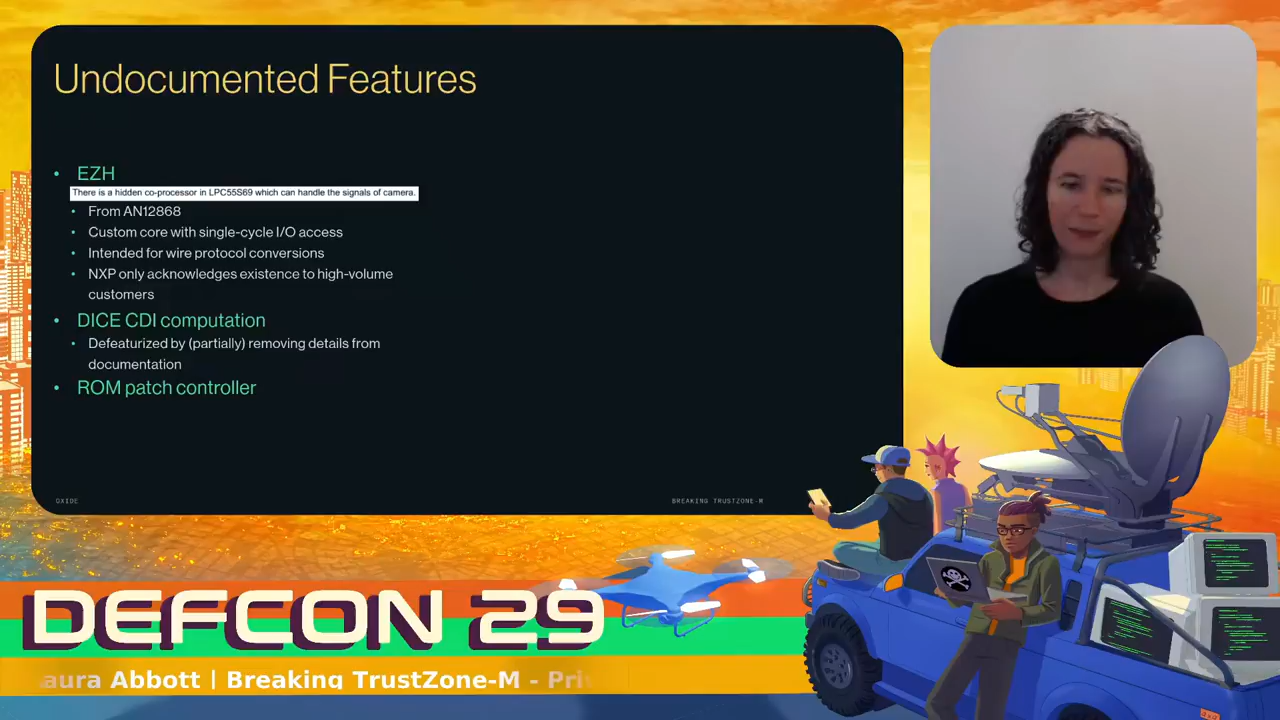 Undocumented Features
• EZH
There is a hidden co-processor in LPC55S69 which can handle the signals of camera.
• From AN12868
• Custom core with single-cycle I/O access
• Intended for wire protocol conversions
• NXP only acknowledges existence to high-volume
customers
• DICE CDI computation
• Defeaturized by (partially) removing details from
documentation
• ROM patch controller
OXIDE
BREAKING TRUSTZONE-M
DEFCON 29
aura Abbott | Breaking TrustZone-M - Pri